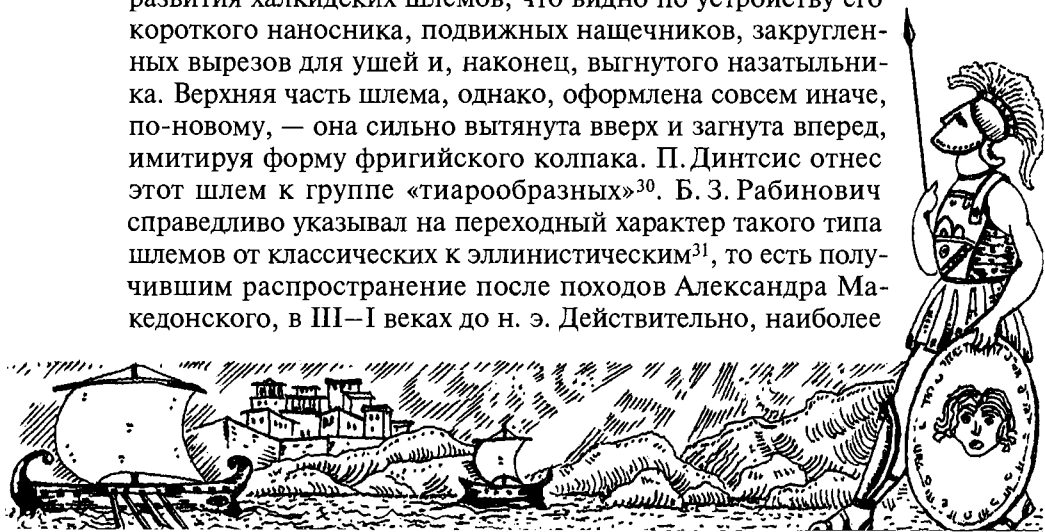 развития халкидских шлемов, что видно по устройству его
короткого наносника, подвижных нащечников, закруглен-
ных вырезов для ушей и, наконец, выгнутого назатыльни-
ка. Верхняя часть шлема, однако, оформлена совсем иначе,
по-новому, — она сильно вытянута вверх и загнута вперед,
имитируя форму фригийского колпака. П. Динтсис отнес
этот шлем к группе «тиарообразных»³⁰. Б. З. Рабинович
справедливо указывал на переходный характер такого типа
шлемов от классических к эллинистическим³¹, то есть полу-
чившим распространение после походов Александра Ма-
кедонского, в III—I веках до н. э. Действительно, наиболее